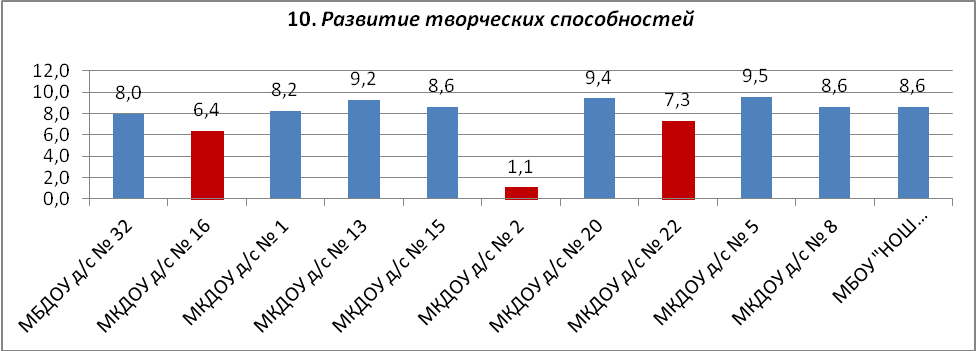 10. Развитие творческих способностей
12,0
10,0
8,0
6,0
4,0
2,0
0,0
8,0
6,4
8,2
9,2
8,6
1,1
9,4
7,3
9,5
8,6
8,6
МБДОУ д/с № 32
МКДОУ д/с № 16
МКДОУ д/с № 1
МКДОУ д/с № 13
МКДОУ д/с № 15
МКДОУ д/с № 2
МКДОУ д/с № 20
МКДОУ д/с № 22
МКДОУ д/с № 5
МКДОУ д/с № 8
МБОУ "НОШ...